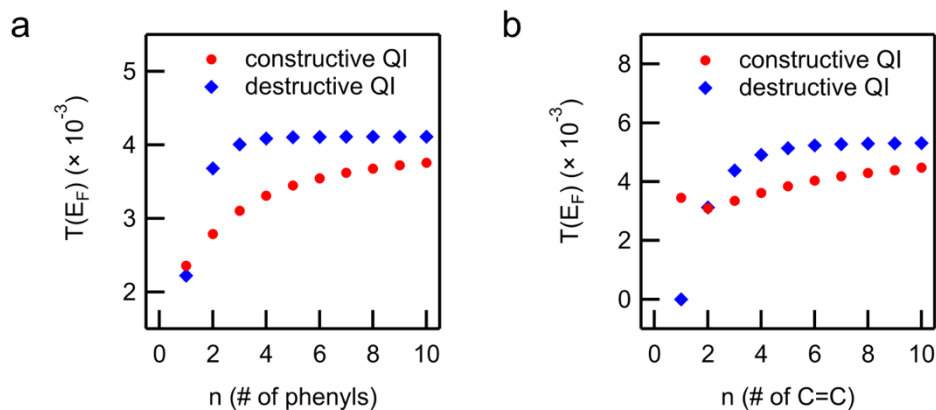 a
constructive QI
destructive QI
5
4
3
2
T(E_F) (× 10^-3)
0 2 4 6 8 10
n (# of phenyls)
b
constructive QI
destructive QI
8
6
4
2
0
T(E_F) (× 10^-3)
0 2 4 6 8 10
n (# of C=C)